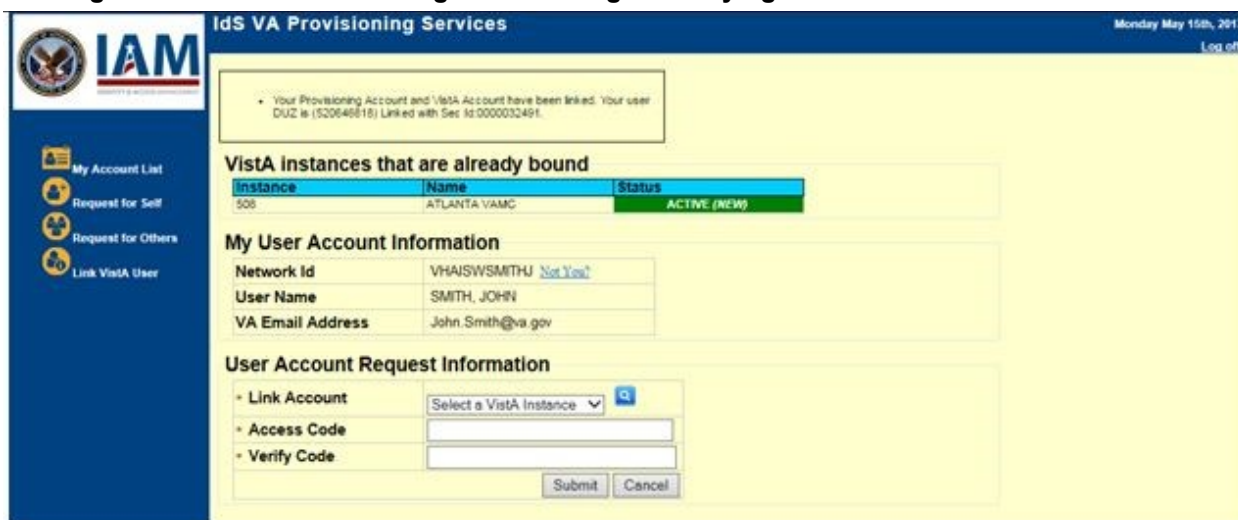 IdS VA Provisioning Services
Monday May 15th, 201
Log off
IAM
IDENTITY & ACCESS MANAGEMENT
• Your Provisioning Account and VistA Account have been linked. Your user
DUZ is (520646818) Linked with Sec Id:0000032491.
My Account List
Request for Self
Request for Others
Link VistA User
VistA instances that are already bound
Instance Name Status
508 ATLANTA VAMC ACTIVE (NEW)
My User Account Information
Network Id VHAISWSMITHJ Not You?
User Name SMITH, JOHN
VA Email Address John.Smith@va.gov
User Account Request Information
* Link Account Select a VistA Instance
* Access Code
* Verify Code
Submit Cancel